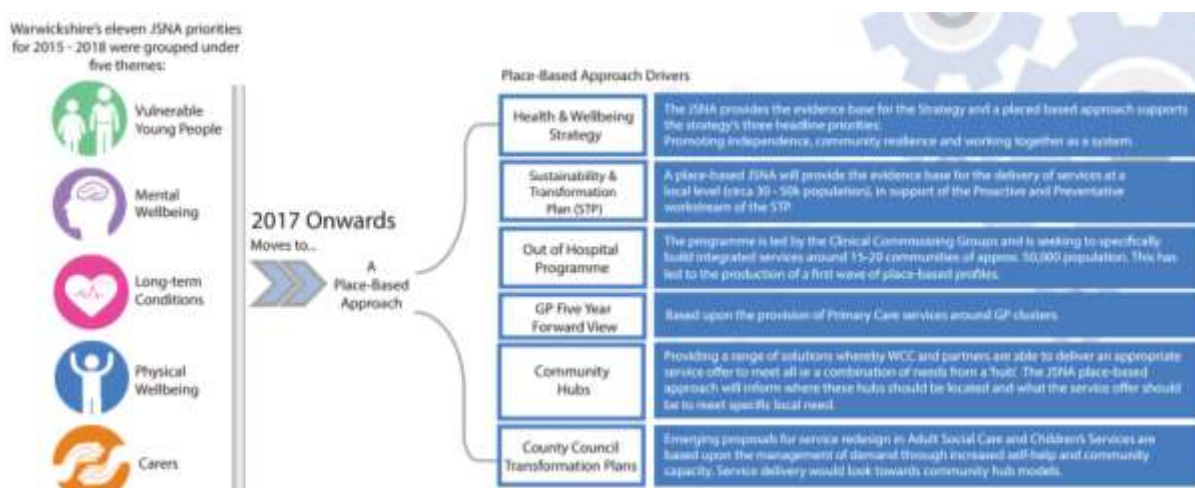 Warwickshire's eleven JSNA priorities
for 2015 - 2018 were grouped under
five themes:
Vulnerable
Young People
Mental
Wellbeing
Long-term
Conditions
Physical
Wellbeing
Carers
2017 Onwards
Moves to...
A
Place-Based
Approach
Place-Based Approach Drivers
Health & Wellbeing
Strategy
The JSNA provides the evidence base for the Strategy and a placed based approach supports
the strategy's three headline priorities:
Promoting independence, community resilience and working together as a system
Sustainability &
Transformation
Plan (STP)
A place-based JSNA will provide the evidence base for the delivery of services at a
local level (circa 30 - 50k population), in support of the Proactive and Preventative
workstream of the STP.
Out of Hospital
Programme
The programme is led by the Clinical Commissioning Groups and is seeking to specifically
build integrated services around 15-20 communities of approx. 50,000 population. This has
led to the production of a first wave of place-based profiles.
GP Five Year
Forward View
Based upon the provision of Primary Care services around GP clusters
Community
Hubs
Providing a range of solutions whereby WCC and partners are able to deliver an appropriate
service offer to meet all or a combination of needs from a 'hub'. The JSNA place-based
approach will inform where these hubs should be located and what the service offer should
be to meet specific local need.
County Council
Transformation Plans
Emerging proposals for service redesign in Adult Social Care and Children's Services are
based upon the management of demand through increased self-help and community
capacity. Service delivery would look towards community hub models.